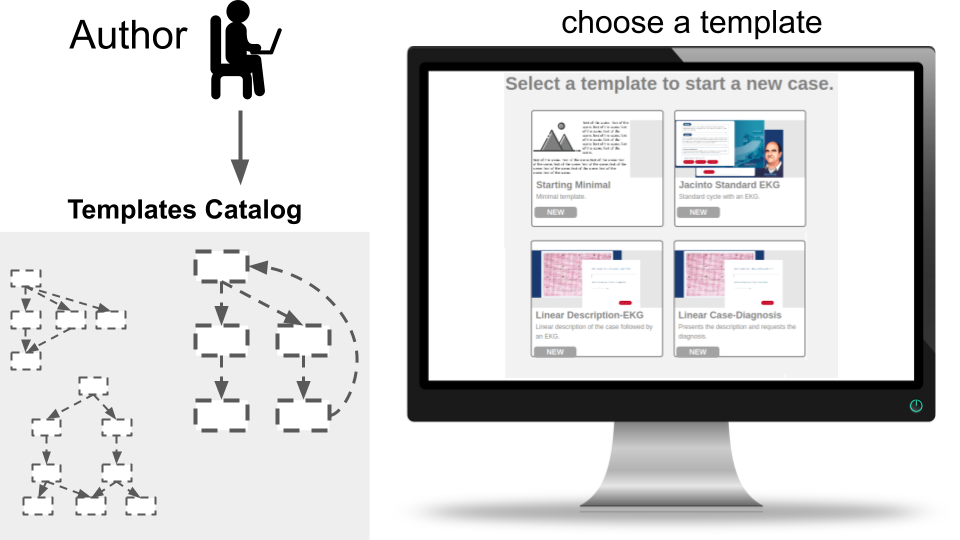 Author
Templates Catalog
choose a template
Select a template to start a new case.
Starting Minimal
Minimal template.
NEW
Jacinto Standard EKG
Standard cycle with an EKG.
NEW
Linear Description-EKG
Linear description of the case followed by
an EKG.
NEW
Linear Case-Diagnosis
Presents the description and requests the
diagnosis.
NEW